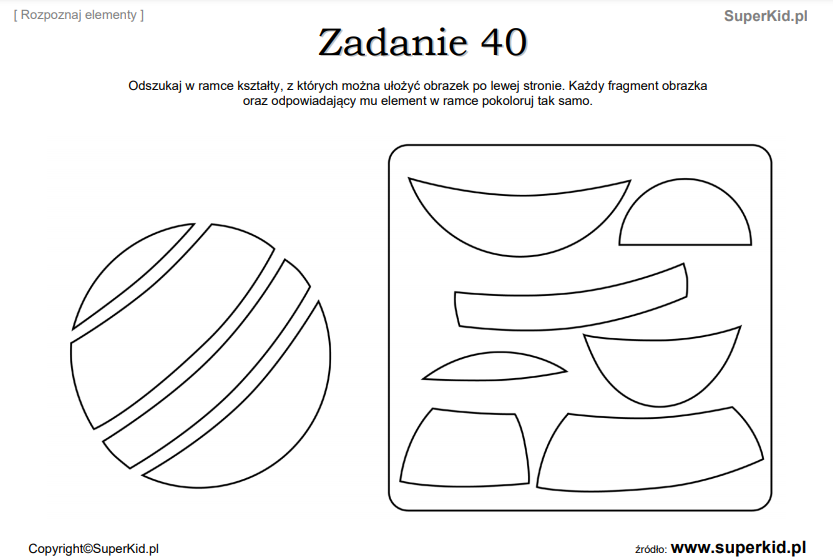 [ Rozpoznaj elementy ]
SuperKid.pl
Zadanie 40
Odszukaj w ramce kształty, z których można ułożyć obrazek po lewej stronie. Każdy fragment obrazka
oraz odpowiadający mu element w ramce pokoloruj tak samo.
Copyright©SuperKid.pl
źródło: www.superkid.pl